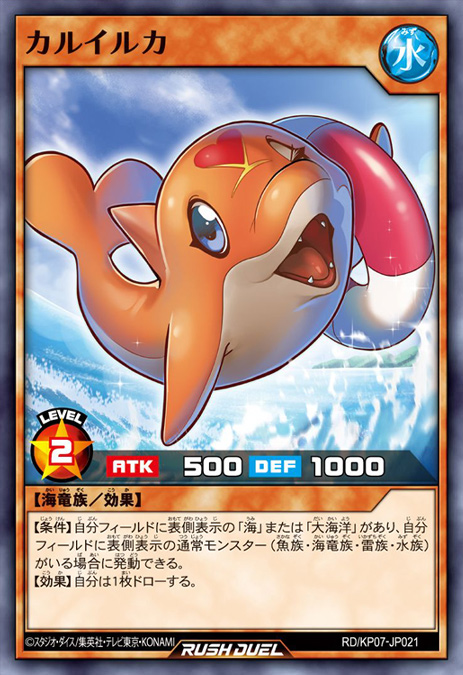 カルイルカ
みず
水
LEVEL
2
ATK 500 DEF 1000
【海竜族/効果】
【条件】自分フィールドに表側表示の「海」または「大海洋」があり、自分
フィールドに表側表示の通常モンスター(魚族・海竜族・雷族・水族)
がいる場合に発動できる。
【効果】自分は1枚ドローする。
©スタジオ・ダイス/集英社・テレビ東京・KONAMI
RUSH DUEL
RD/KP07-JP021